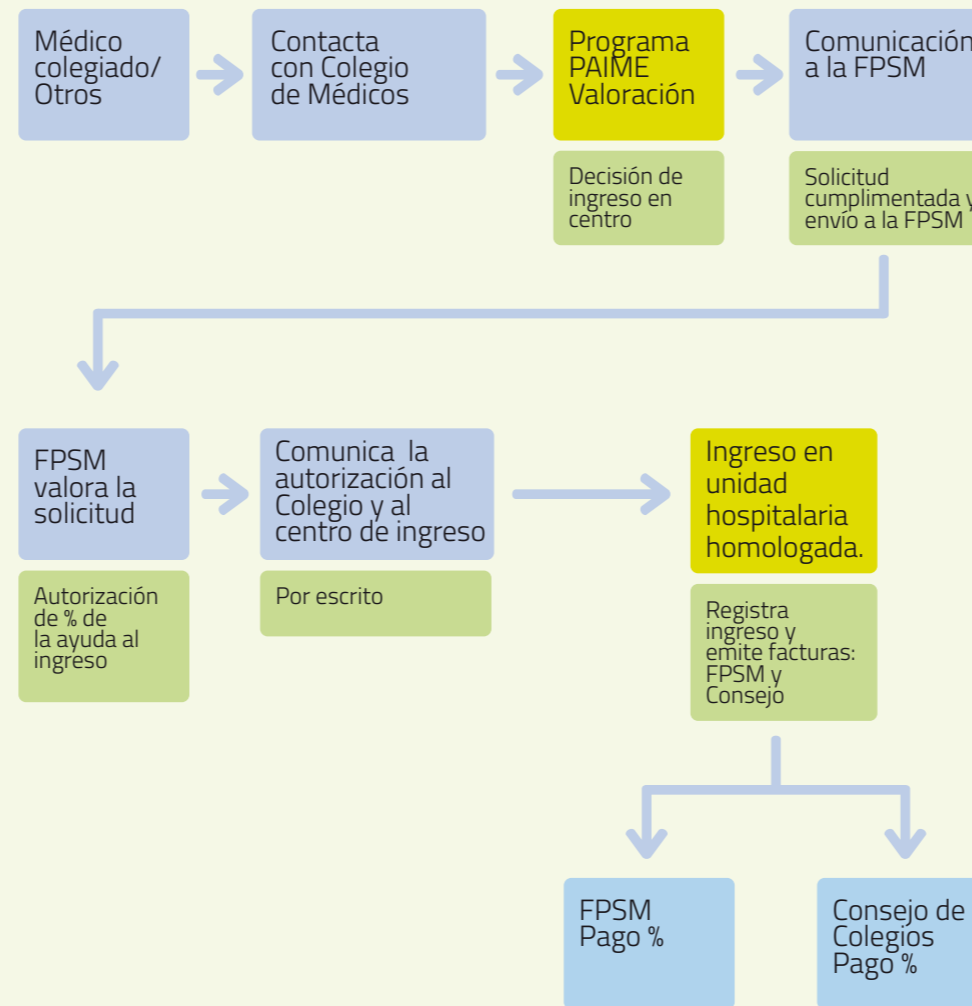 Médico
colegiado/
Otros
Contacta
con Colegio
de Médicos
Programa
PAIME
Valoración
Comunicación
a la FPSM
Decisión de
ingreso en
centro
Solicitud
cumplimentada y
envío a la FPSM
FPSM
valora la
solicitud
Comunica la
autorización al
Colegio y al
centro de ingreso
Ingreso en
unidad
hospitalaria
homologada.
Autorización
de % de
la ayuda al
ingreso
Por escrito
Registra
ingreso y
emite facturas:
FPSM y
Consejo
FPSM
Pago %
Consejo de
Colegios
Pago %